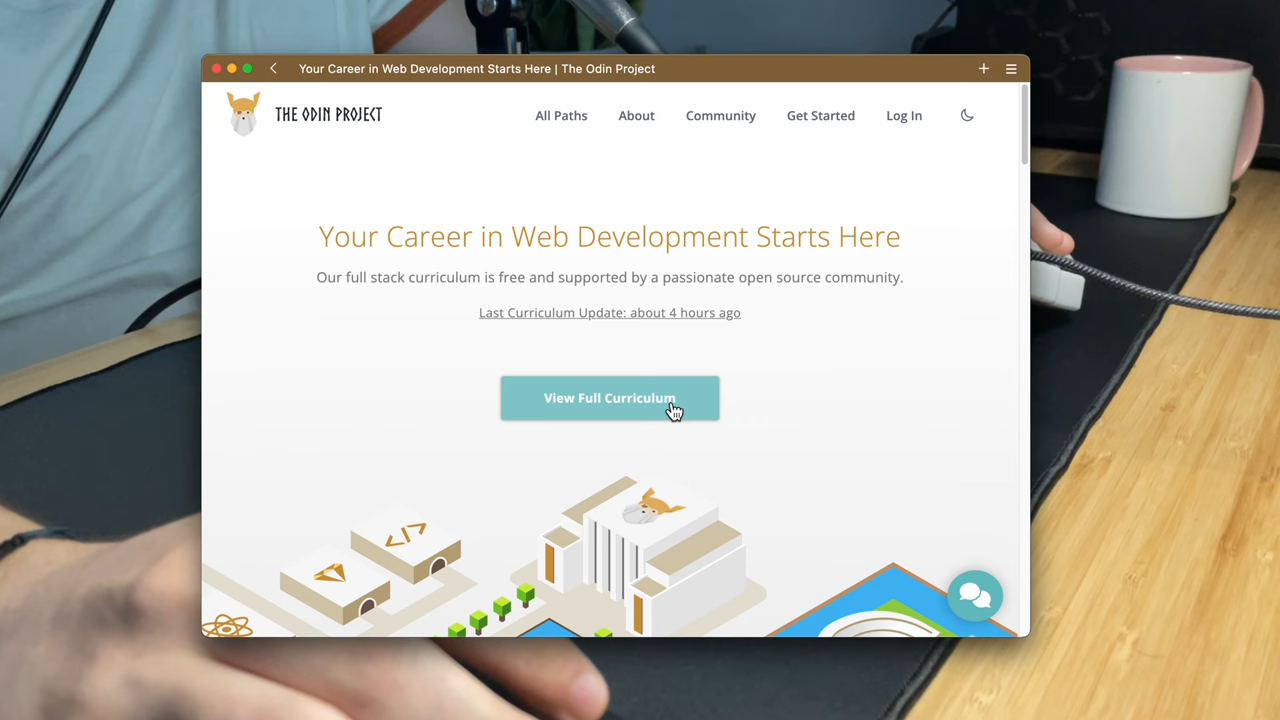 Your Career in Web Development Starts Here | The Odin Project
THE ODIN PROJECT
All Paths
About
Community
Get Started
Log In
Your Career in Web Development Starts Here
Our full stack curriculum is free and supported by a passionate open source community.
Last Curriculum Update: about 4 hours ago
View Full Curriculum